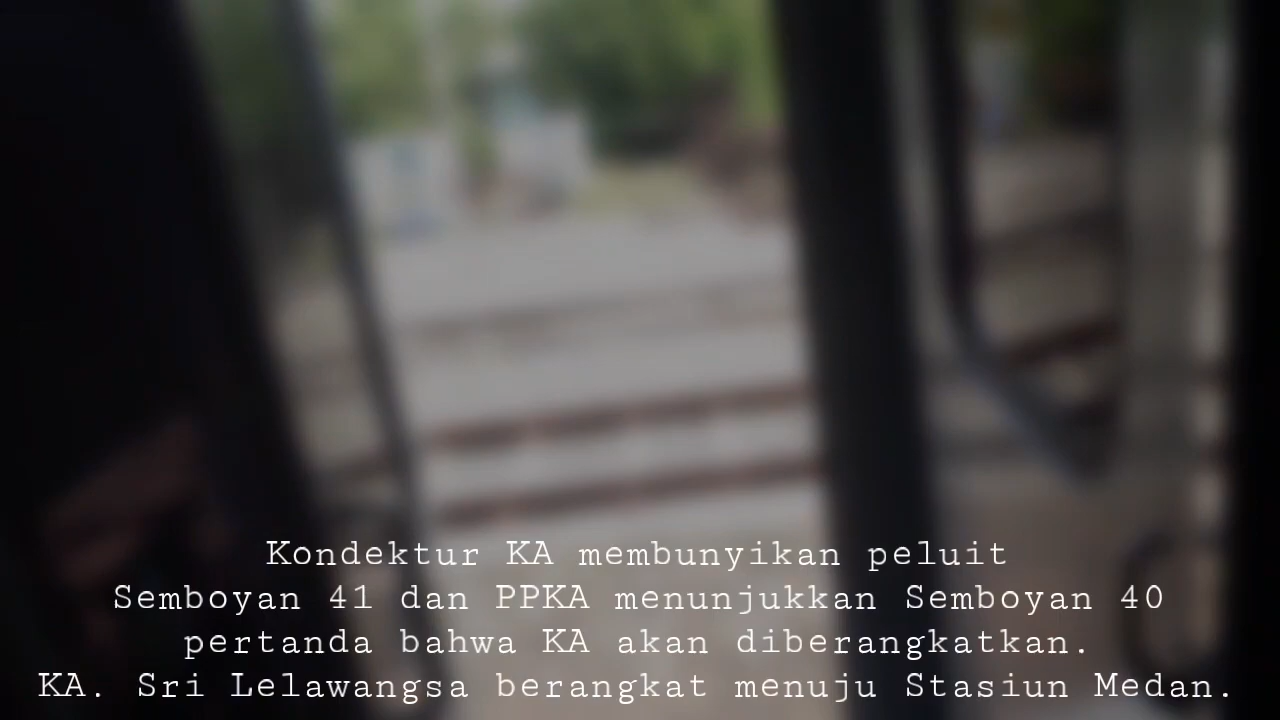 Kondektur KA membunyikan peluit
Semboyan 41 dan PPKA menunjukkan Semboyan 40
pertanda bahwa KA akan diberangkatkan.
KA. Sri Lelawangsa berangkat menuju Stasiun Medan.